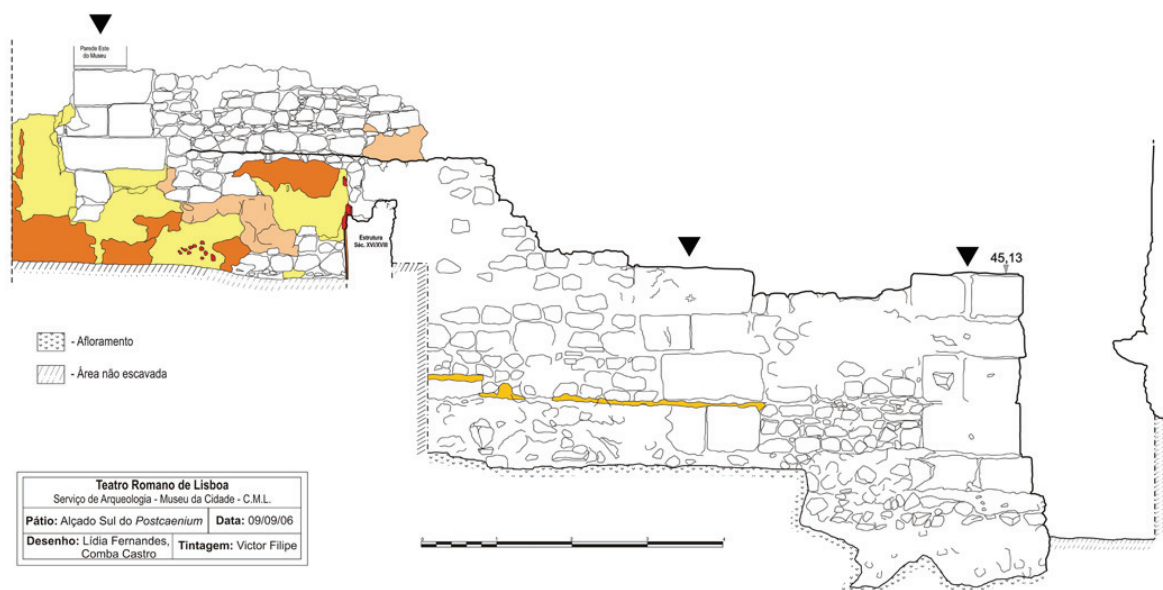 Parede Este
do Museu
Estrutura
Séc. XVI/XVIII
45,13
- Afloramento
- Área não escavada
Teatro Romano de Lisboa
Serviço de Arqueologia - Museu da Cidade - C.M.L.
Pátio: Alçado Sul do Postcaenium Data: 09/09/06
Desenho: Lídia Fernandes,
Comba Castro
Tintagem: Victor Filipe